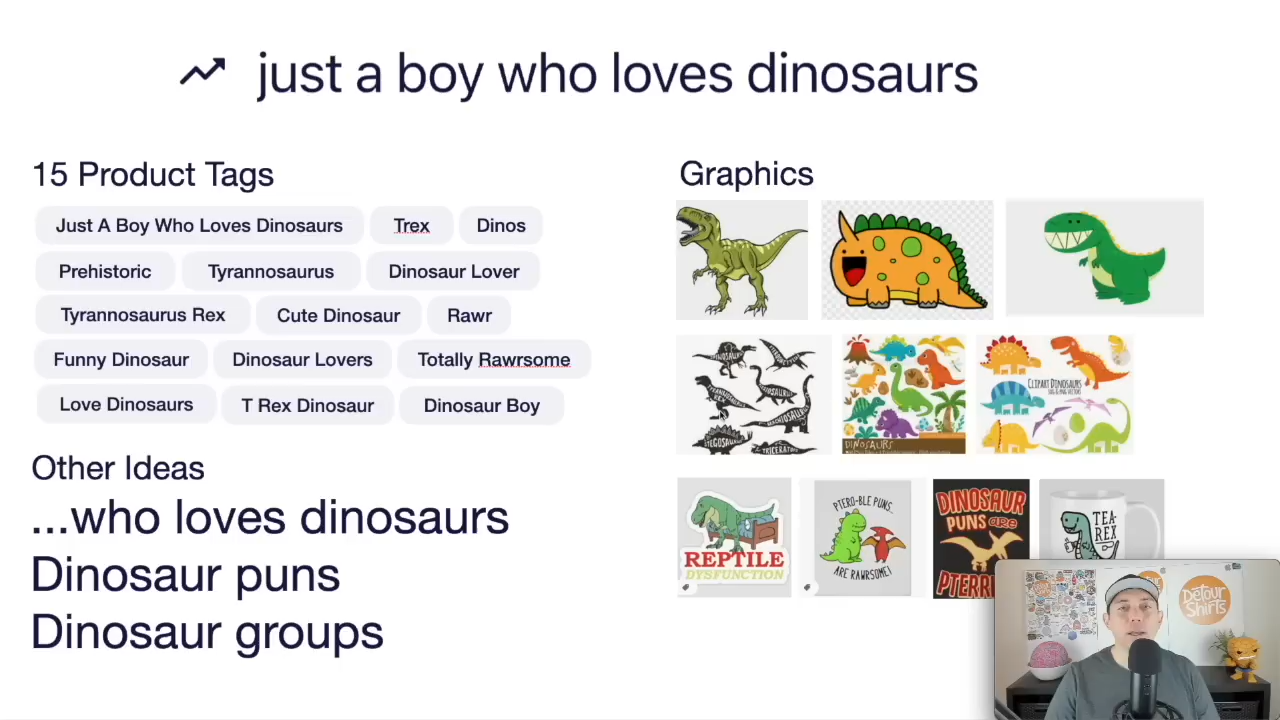 just a boy who loves dinosaurs
15 Product Tags
Just A Boy Who Loves Dinosaurs
Trex
Dinos
Prehistoric
Tyrannosaurus
Dinosaur Lover
Tyrannosaurus Rex
Cute Dinosaur
Rawr
Funny Dinosaur
Dinosaur Lovers
Totally Rawrsome
Love Dinosaurs
T Rex Dinosaur
Dinosaur Boy
Other Ideas
...who loves dinosaurs
Dinosaur puns
Dinosaur groups
Graphics
CLIPART DINOSAURS
DINOSAURS
REPTILE
DYSFUNCTION
PTERO-BLE PUNS..
ARE RAWRSOME!
DINOSAUR
PUNS are
TEA-
REX
DETOUR
SHIRTS